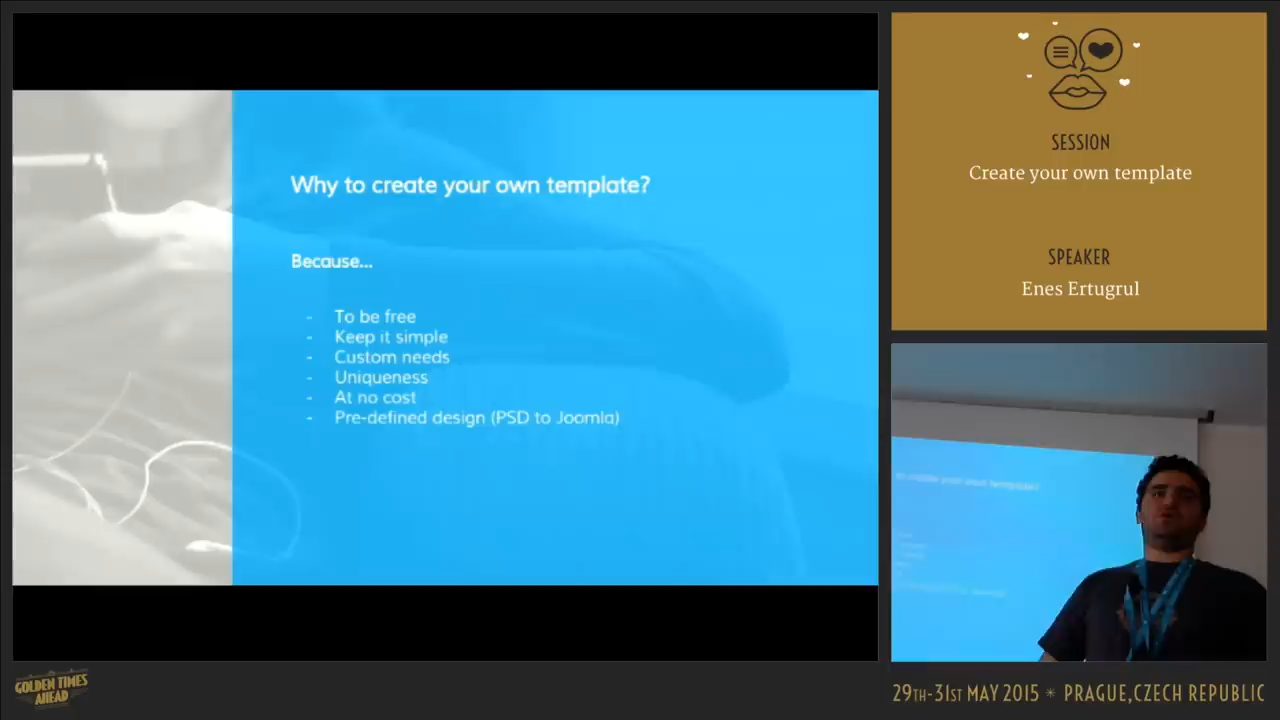 Why to create your own template?
Because...
- To be free
- Keep it simple
- Custom needs
- Uniqueness
- At no cost
- Pre-defined design (PSD to Joomla)
SESSION
Create your own template
SPEAKER
Enes Ertugrul
GOLDEN TIMES
AHEAD
29TH-31ST MAY 2015 * PRAGUE,CZECH REPUBLIC